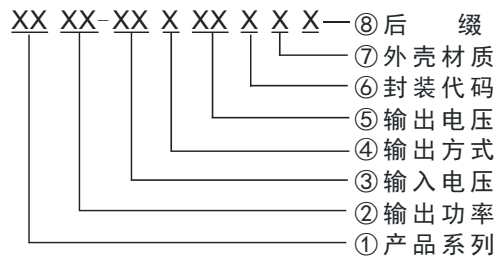 XX XX-XX X XX X X X
⑧后 缀
⑦外壳材质
⑥封装代码
⑤输出电压
④输出方式
③输入电压
②输出功率
①产品系列